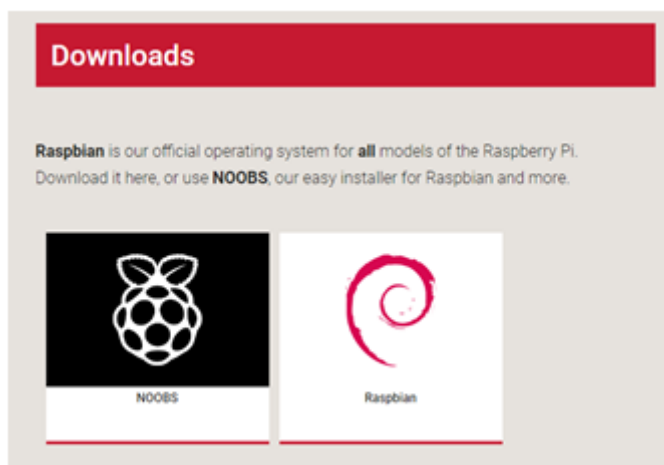 Downloads
Raspbian is our official operating system for all models of the Raspberry Pi.
Download it here, or use NOOBS, our easy installer for Raspbian and more.
NOOBS
Raspbian